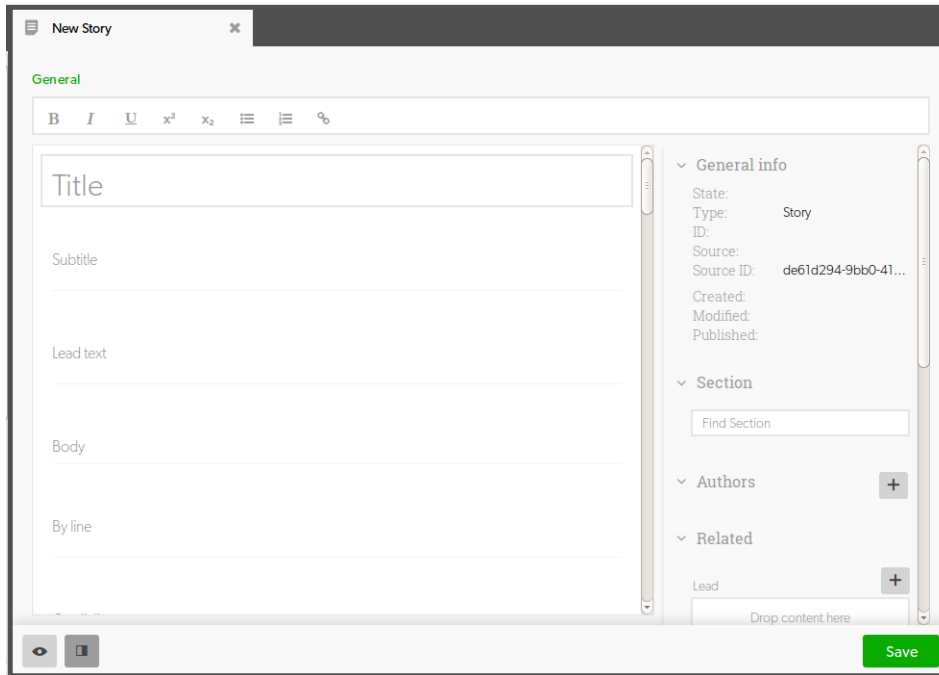 New Story
General
B I U x² x₂
Title
Subtitle
Lead text
Body
By line
General info
State:
Type: Story
ID:
Source:
Source ID: de61d294-9bb0-41...
Created:
Modified:
Published:
Section
Find Section
Authors
Related
Lead
Drop content here
Save